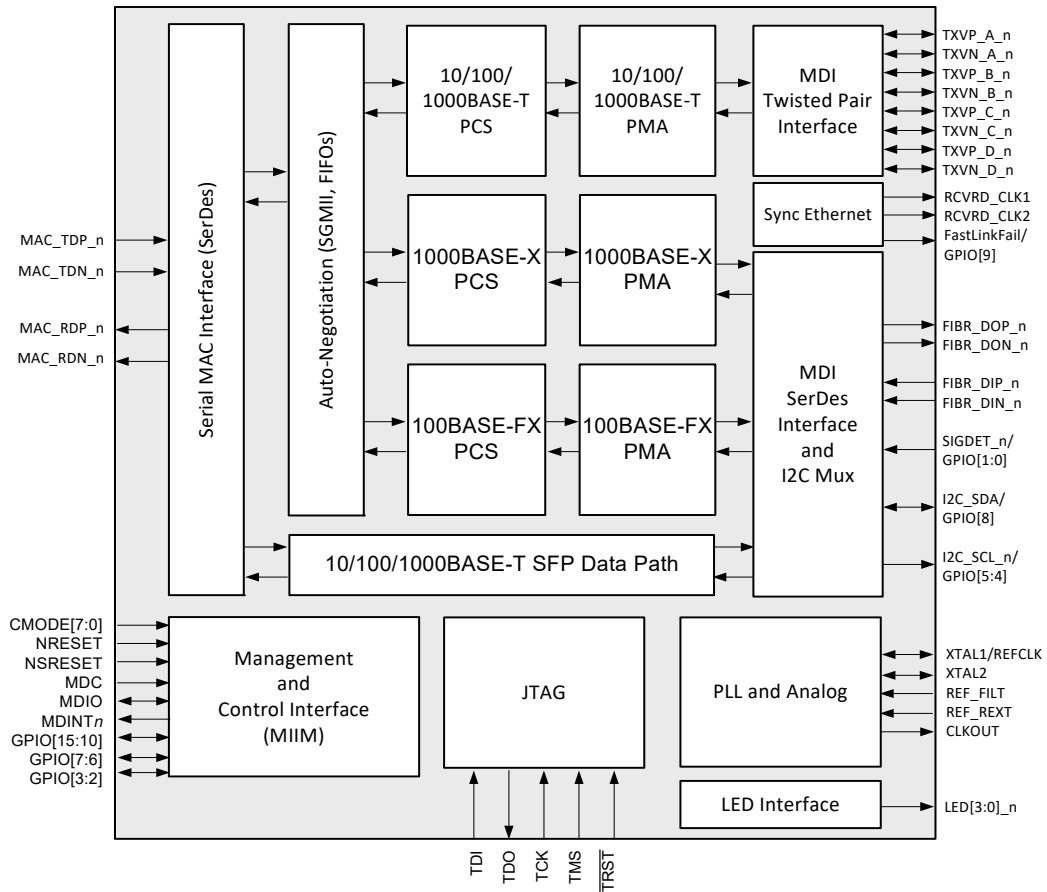 TXVP_A_n
TXVN_A_n
TXVP_B_n
TXVN_B_n
TXVP_C_n
TXVN_C_n
TXVP_D_n
TXVN_D_n
RCVRD_CLK1
RCVRD_CLK2
FastLinkFail/
GPIO[9]
FIBR_DOP_n
FIBR_DON_n
FIBR_DIP_n
FIBR_DIN_n
SIGDET_n/
GPIO[1:0]
I2C_SDA/
GPIO[8]
I2C_SCL_n/
GPIO[5:4]
XTAL1/REFCLK
XTAL2
REF_FILT
REF_REXT
CLKOUT
LED[3:0]_n
MAC_TDP_n
MAC_TDN_n
MAC_RDP_n
MAC_RDN_n
CMODE[7:0]
NRESET
NSRESET
MDC
MDIO
MDINTn
GPIO[15:10]
GPIO[7:6]
GPIO[3:2]
Serial MAC Interface (SerDes)
Auto-Negotiation (SGMII, FIFOs)
10/100/
1000BASE-T
PCS
10/100/
1000BASE-T
PMA
MDI
Twisted Pair
Interface
Sync Ethernet
1000BASE-X
PCS
1000BASE-X
PMA
100BASE-FX
PCS
100BASE-FX
PMA
MDI
SerDes
Interface
and
I2C Mux
10/100/1000BASE-T SFP Data Path
Management
and
Control Interface
(MIIM)
JTAG
PLL and Analog
LED Interface
TDI
TDO
TCK
TMS
TRST